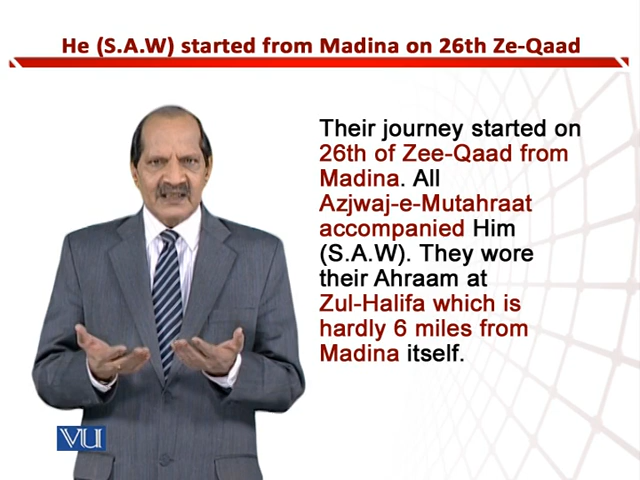 He (S.A.W) started from Madina on 26th Ze-Qaad
Their journey started on
26th of Zee-Qaad from
Madina. All
Azjwaj-e-Mutahraat
accompanied Him
(S.A.W). They wore
their Ahraam at
Zul-Halifa which is
hardly 6 miles from
Madina itself.
VU